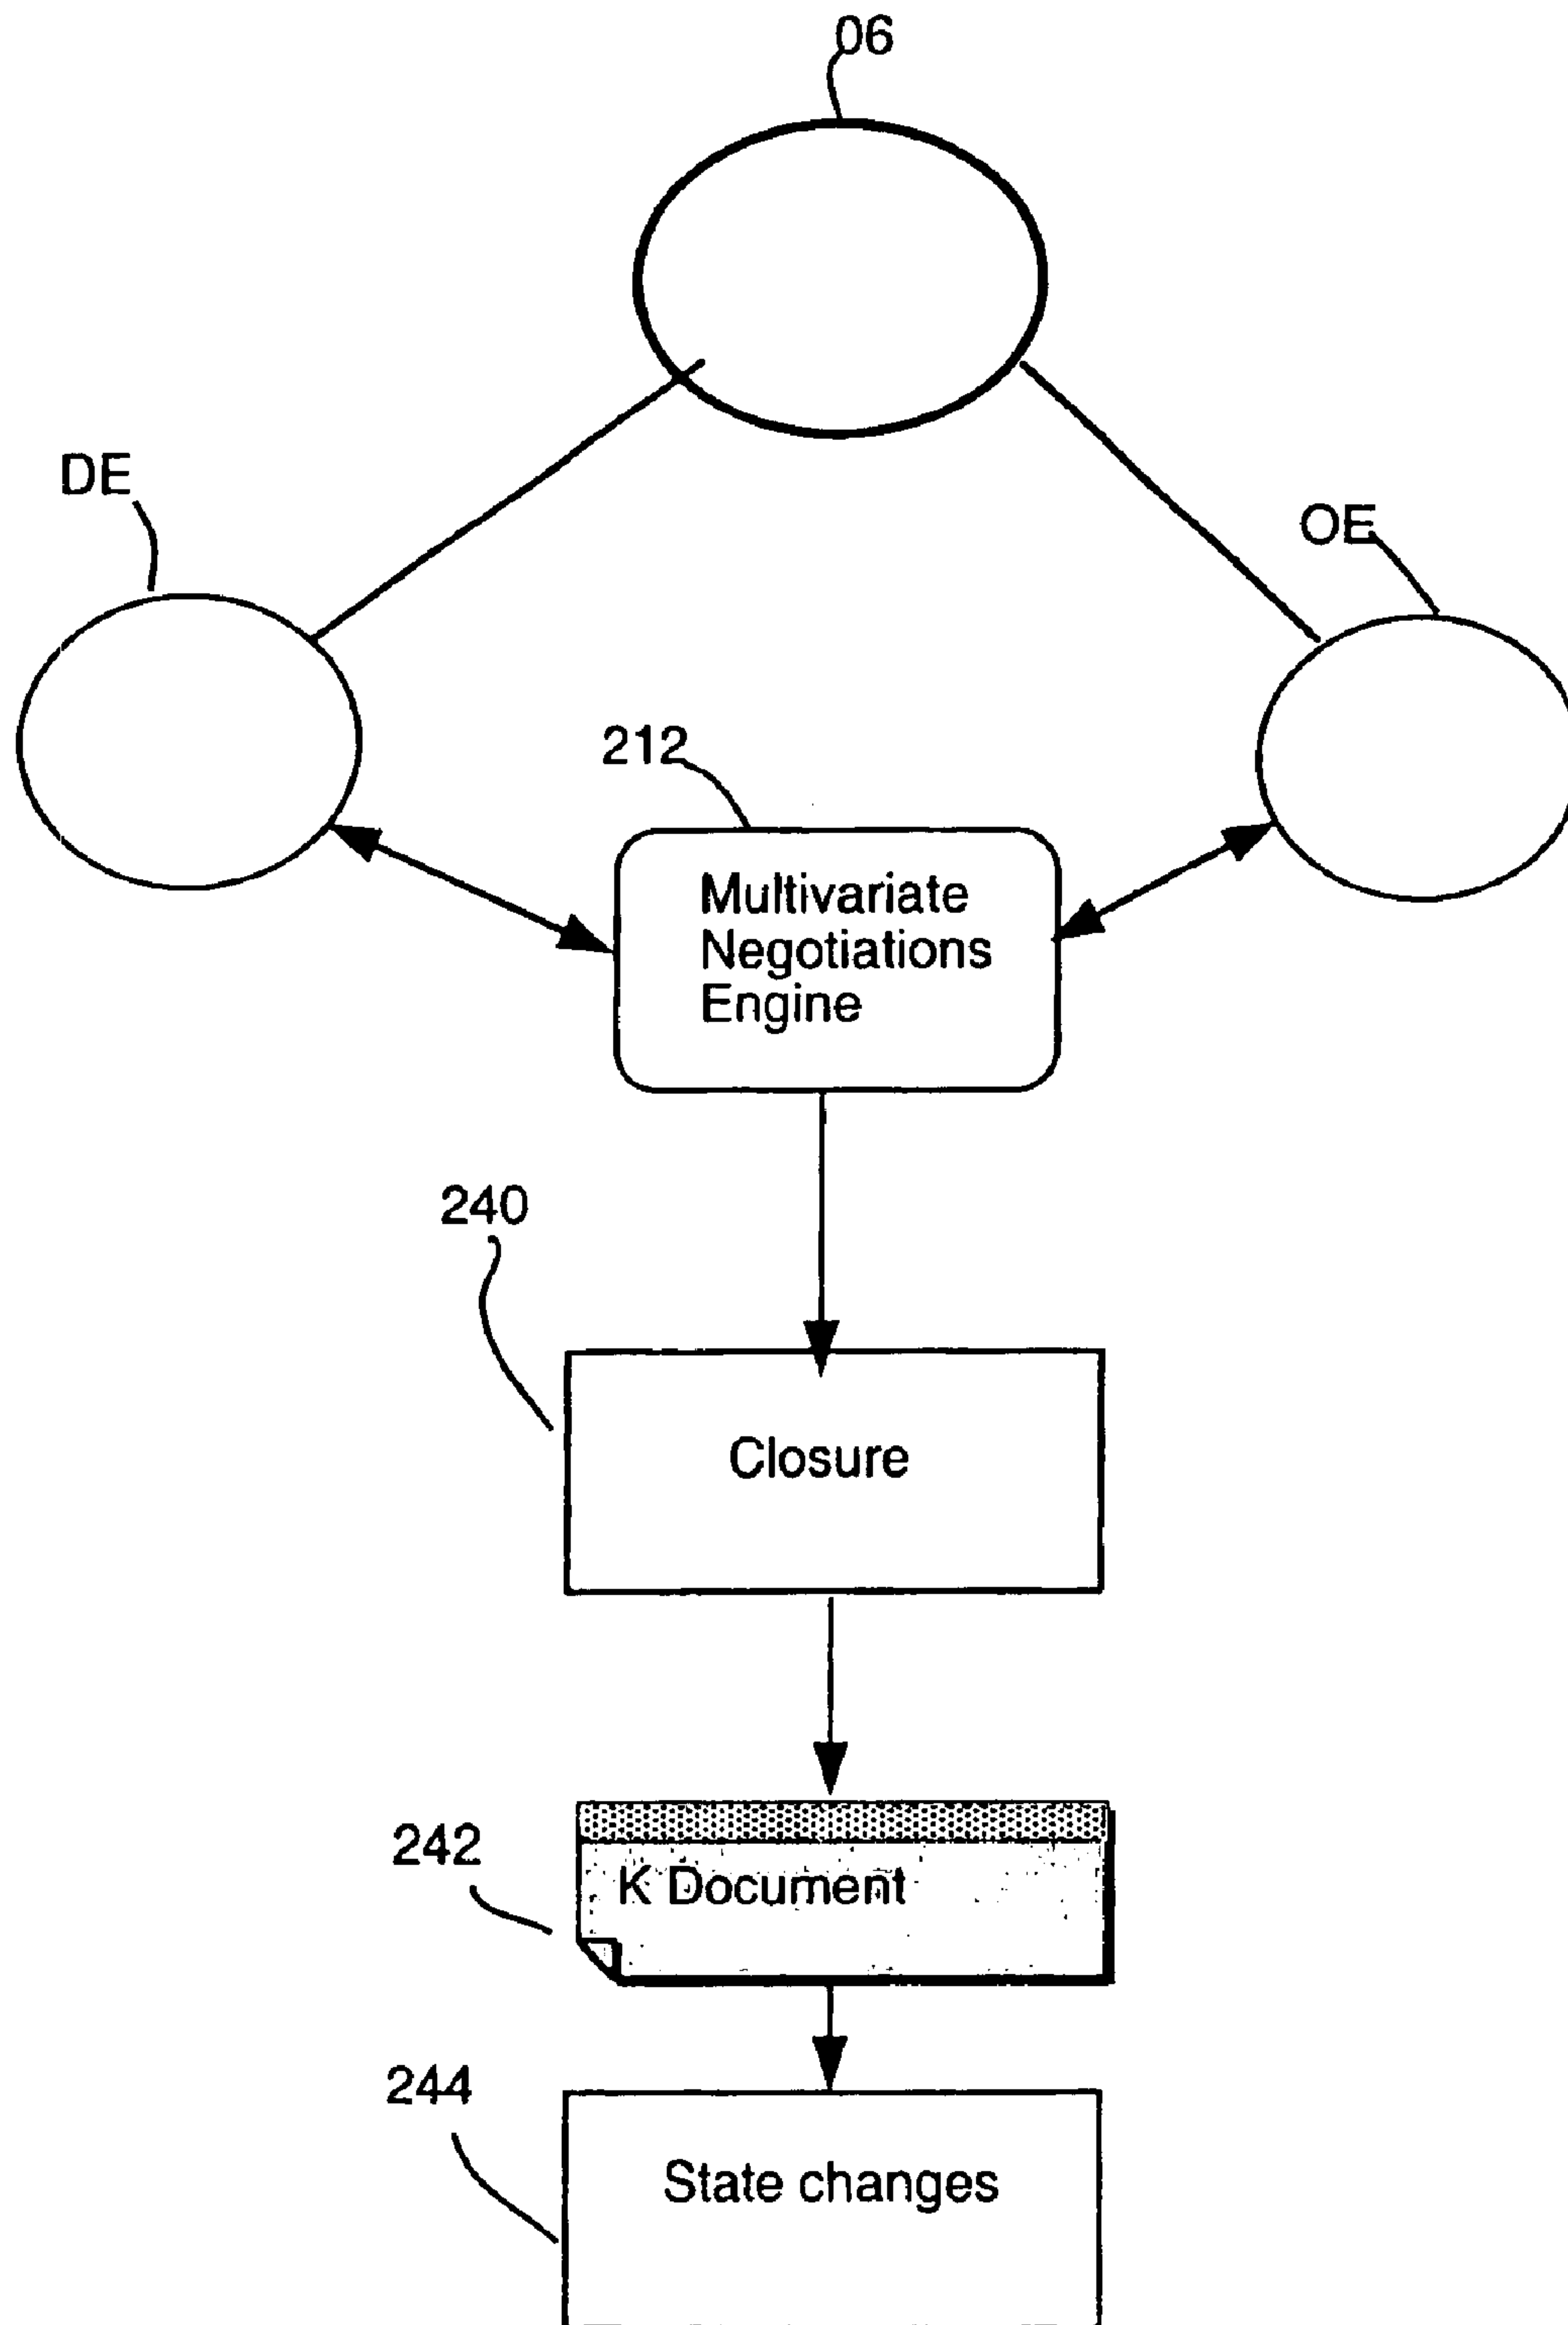 06
DE
OE
212
Multivariate
Negotiations
Engine
240
Closure
242
K Document
244
State changes